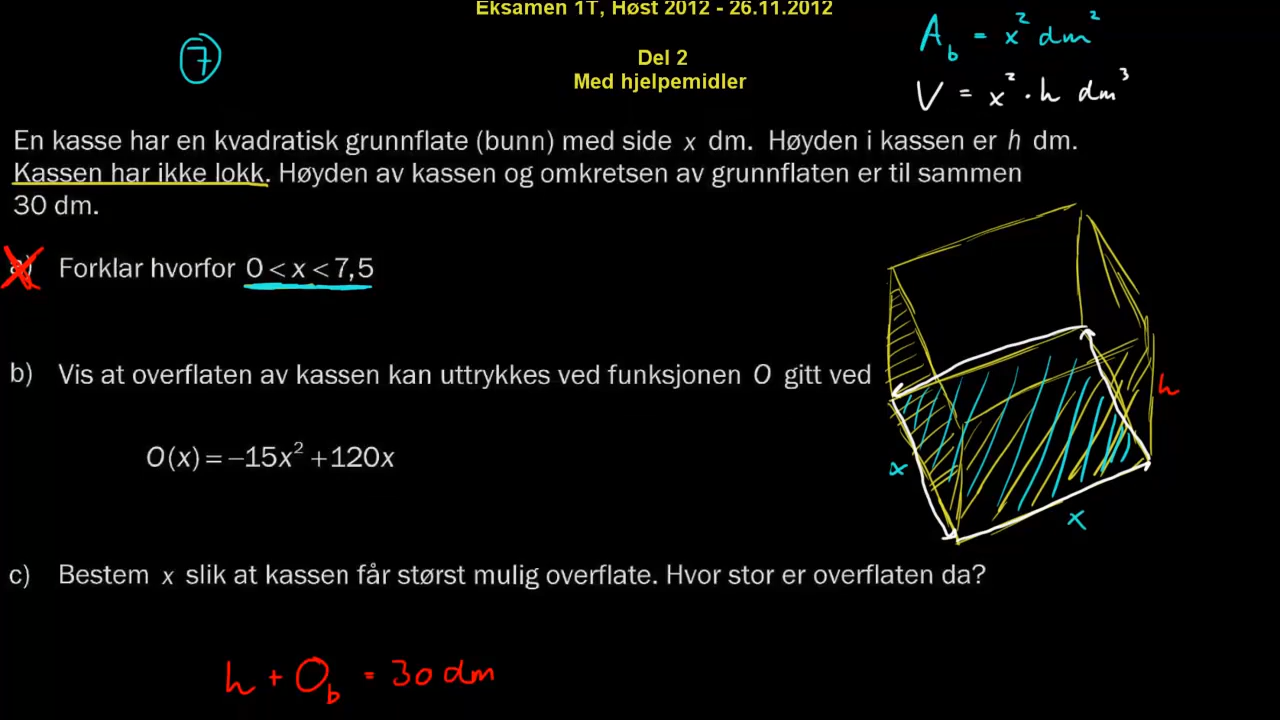 Eksamen 1T, Høst 2012 - 26.11.2012
7
Del 2
Med hjelpemidler
A_b = x² dm²
V = x² · h dm³
En kasse har en kvadratisk grunnflate (bunn) med side x dm. Høyden i kassen er h dm.
Kassen har ikke lokk. Høyden av kassen og omkretsen av grunnflaten er til sammen
30 dm.
a) Forklar hvorfor 0 < x < 7,5
b) Vis at overflaten av kassen kan uttrykkes ved funksjonen O gitt ved
O(x) = −15x² + 120x
h
x
x
c) Bestem x slik at kassen får størst mulig overflate. Hvor stor er overflaten da?
h + O_b = 30 dm